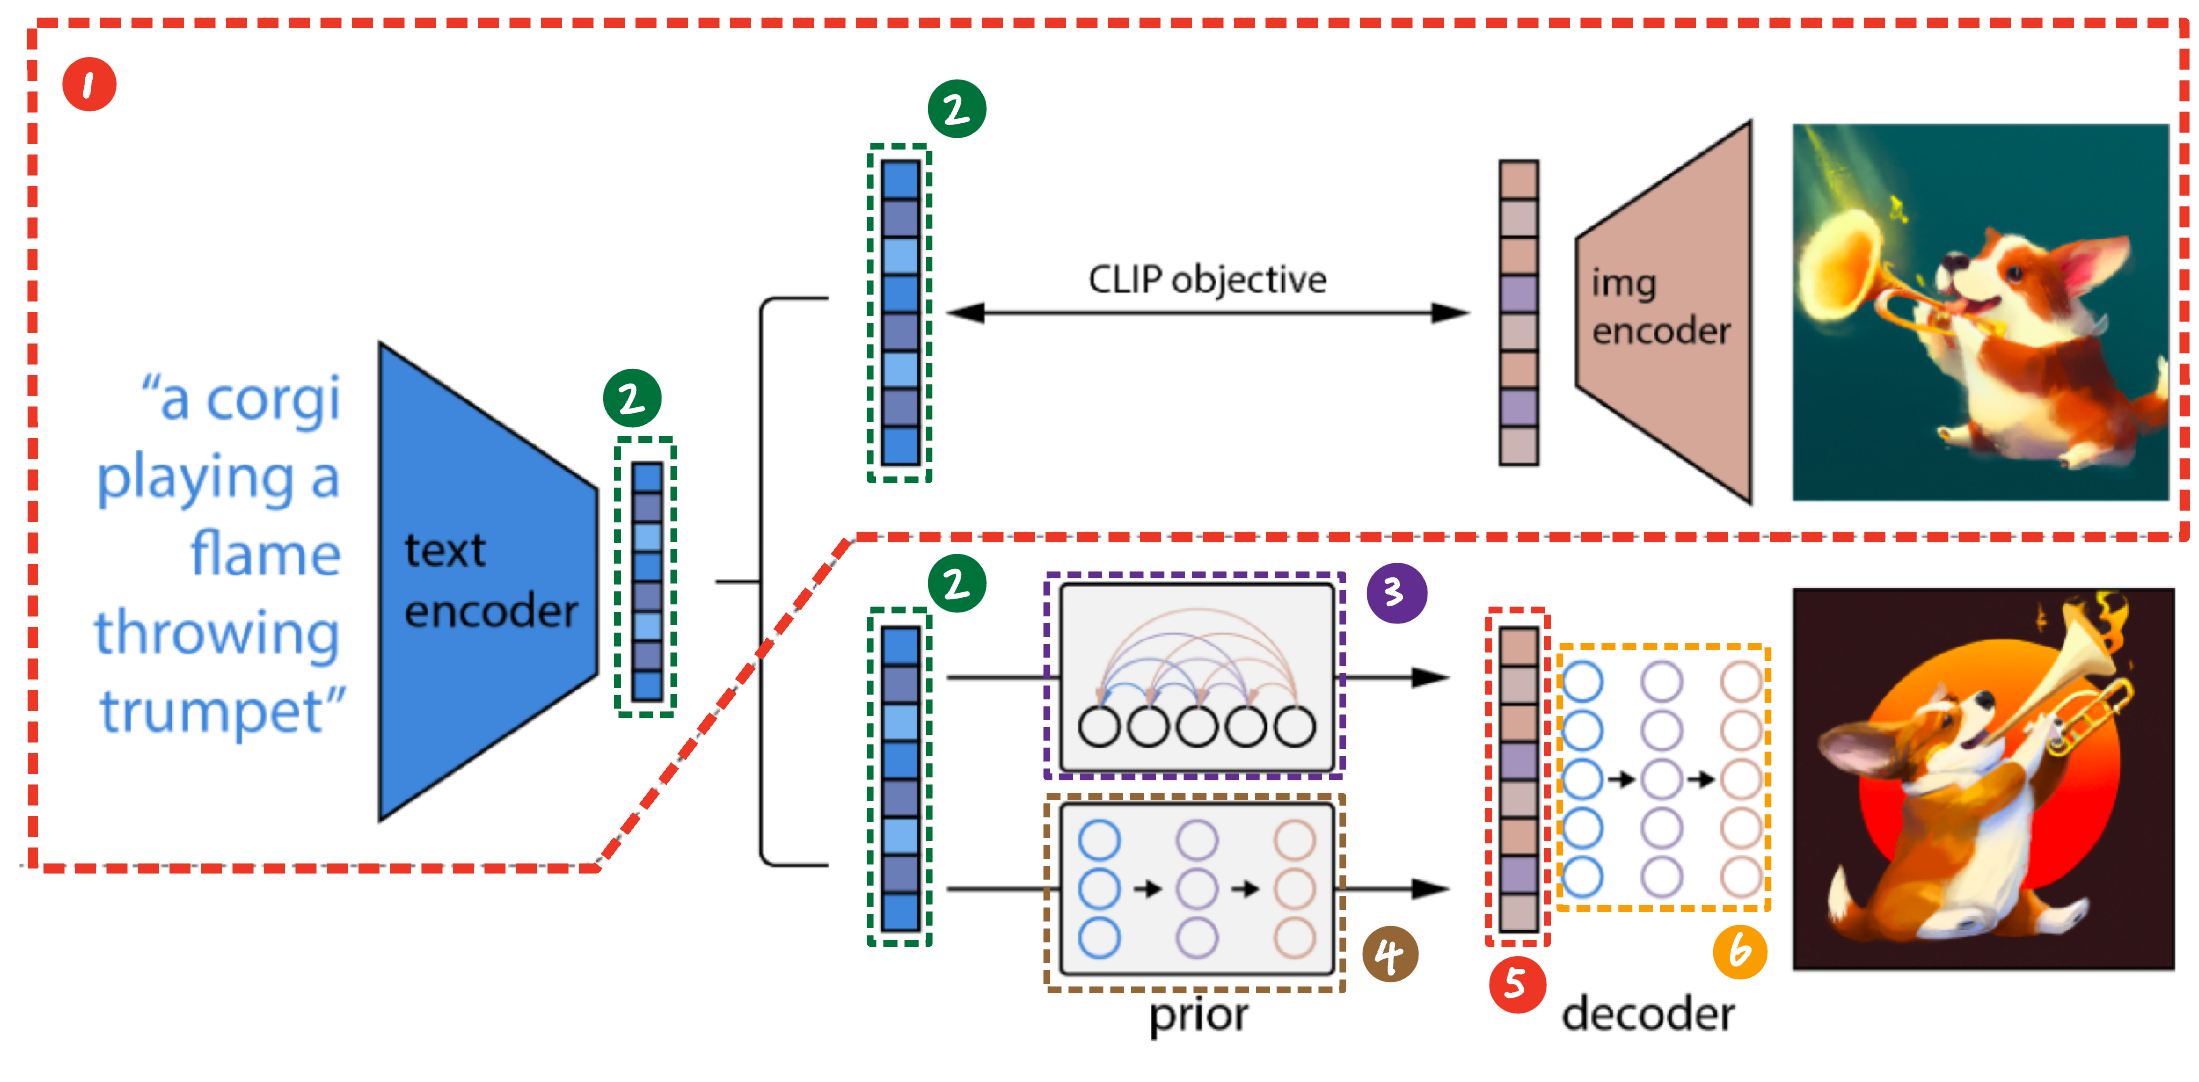 1
2
CLIP objective
img
encoder
“a corgi
playing a
flame
throwing
trumpet”
text
encoder
2
2
3
4
prior
5
6
decoder